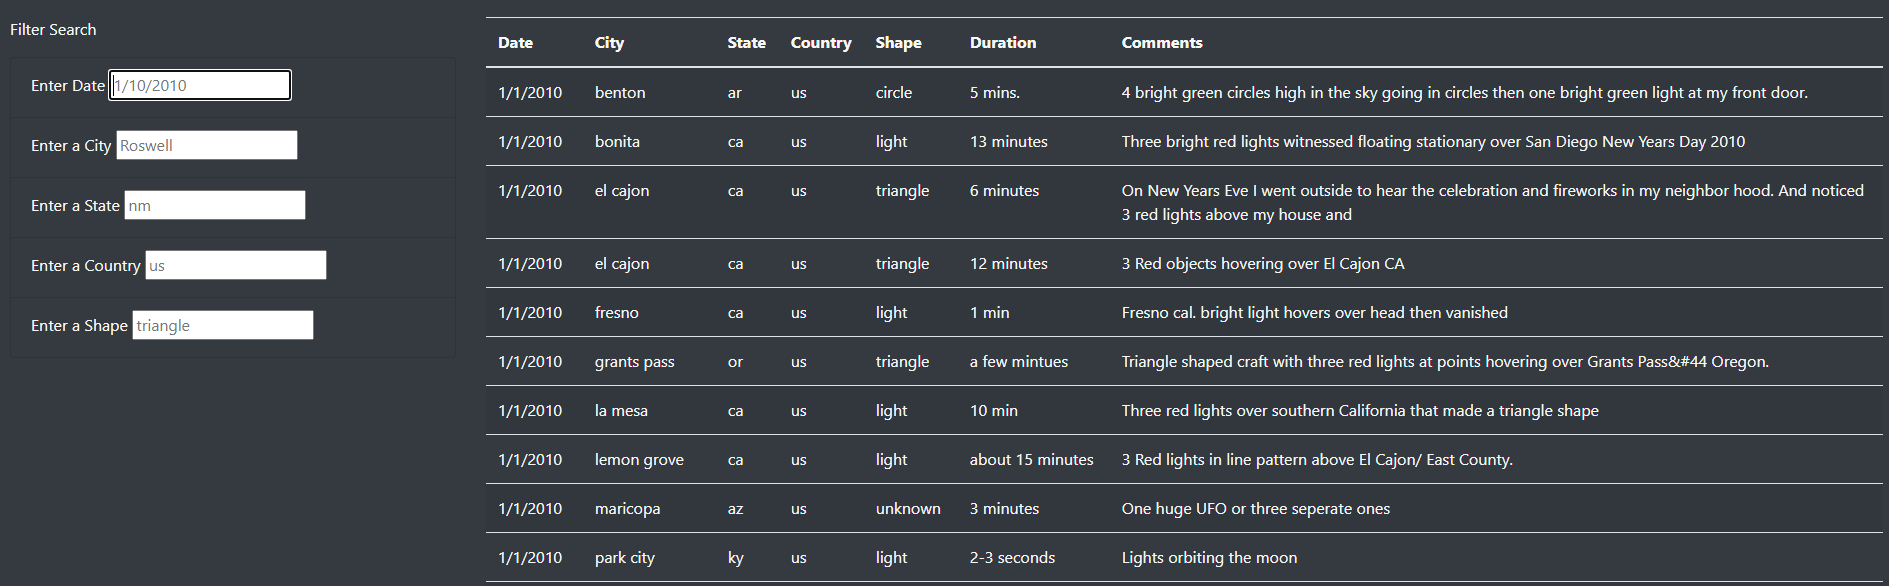 Filter Search
Enter Date 1/10/2010
Enter a City Roswell
Enter a State nm
Enter a Country us
Enter a Shape triangle
Date City State Country Shape Duration Comments
1/1/2010 benton ar us circle 5 mins. 4 bright green circles high in the sky going in circles then one bright green light at my front door.
1/1/2010 bonita ca us light 13 minutes Three bright red lights witnessed floating stationary over San Diego New Years Day 2010
1/1/2010 el cajon ca us triangle 6 minutes On New Years Eve I went outside to hear the celebration and fireworks in my neighbor hood. And noticed
3 red lights above my house and
1/1/2010 el cajon ca us triangle 12 minutes 3 Red objects hovering over El Cajon CA
1/1/2010 fresno ca us light 1 min Fresno cal. bright light hovers over head then vanished
1/1/2010 grants pass or us triangle a few mintues Triangle shaped craft with three red lights at points hovering over Grants Pass&#44 Oregon.
1/1/2010 la mesa ca us light 10 min Three red lights over southern California that made a triangle shape
1/1/2010 lemon grove ca us light about 15 minutes 3 Red lights in line pattern above El Cajon/ East County.
1/1/2010 maricopa az us unknown 3 minutes One huge UFO or three seperate ones
1/1/2010 park city ky us light 2-3 seconds Lights orbiting the moon